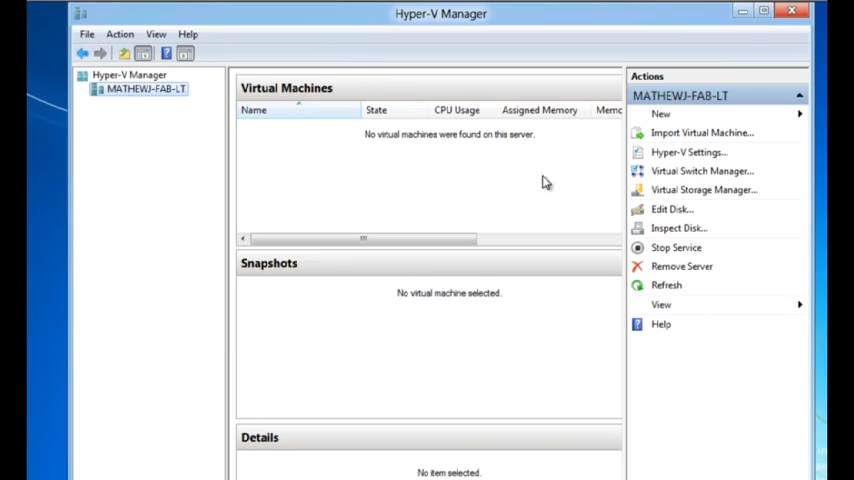 Hyper-V Manager
File Action View Help
Hyper-V Manager
MATHEWJ-FAB-LT
Virtual Machines
Name State CPU Usage Assigned Memory Memo
No virtual machines were found on this server.
Snapshots
No virtual machine selected.
Details
No item selected.
Actions
MATHEWJ-FAB-LT
New
Import Virtual Machine...
Hyper-V Settings...
Virtual Switch Manager...
Virtual Storage Manager...
Edit Disk...
Inspect Disk...
Stop Service
Remove Server
Refresh
View
Help